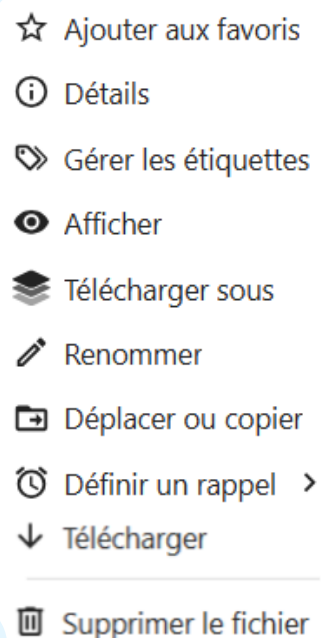 Ajouter aux favoris
Détails
Gérer les étiquettes
Afficher
Télécharger sous
Renommer
Déplacer ou copier
Définir un rappel
Télécharger
Supprimer le fichier